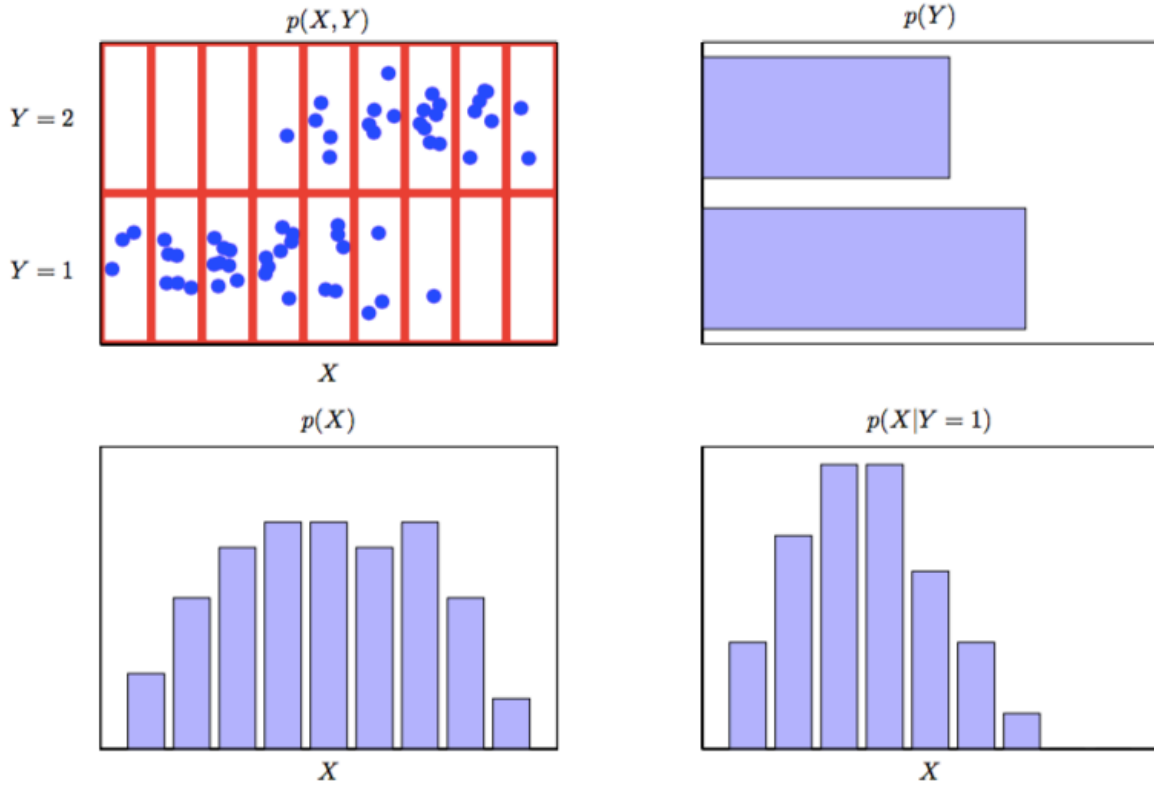 p(X, Y)
Y = 2
Y = 1
X
p(Y)
p(X)
X
p(X|Y = 1)
X